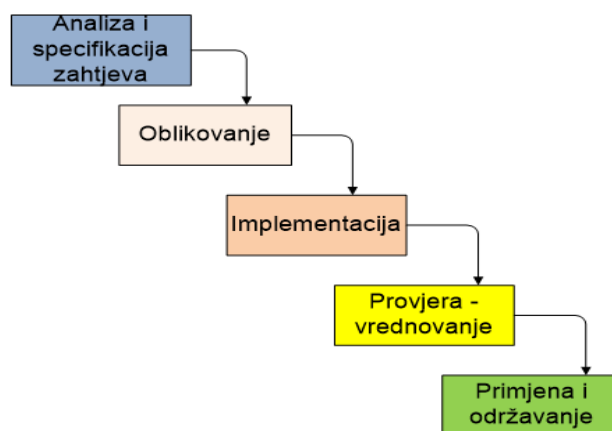 Analiza i
specifikacija
zahtjeva
Oblikovanje
Implementacija
Provjera -
vrednovanje
Primjena i
održavanje